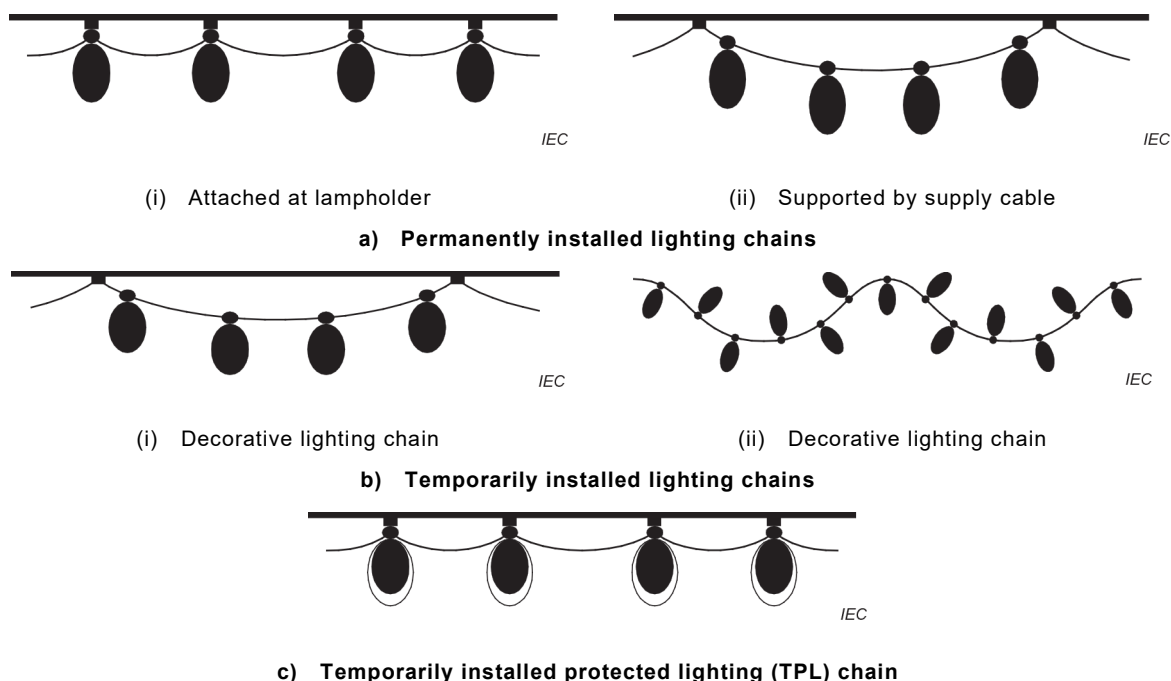 IEC IEC
(i) Attached at lampholder (ii) Supported by supply cable
a) Permanently installed lighting chains
IEC IEC
(i) Decorative lighting chain (ii) Decorative lighting chain
b) Temporarily installed lighting chains
IEC
c) Temporarily installed protected lighting (TPL) chain